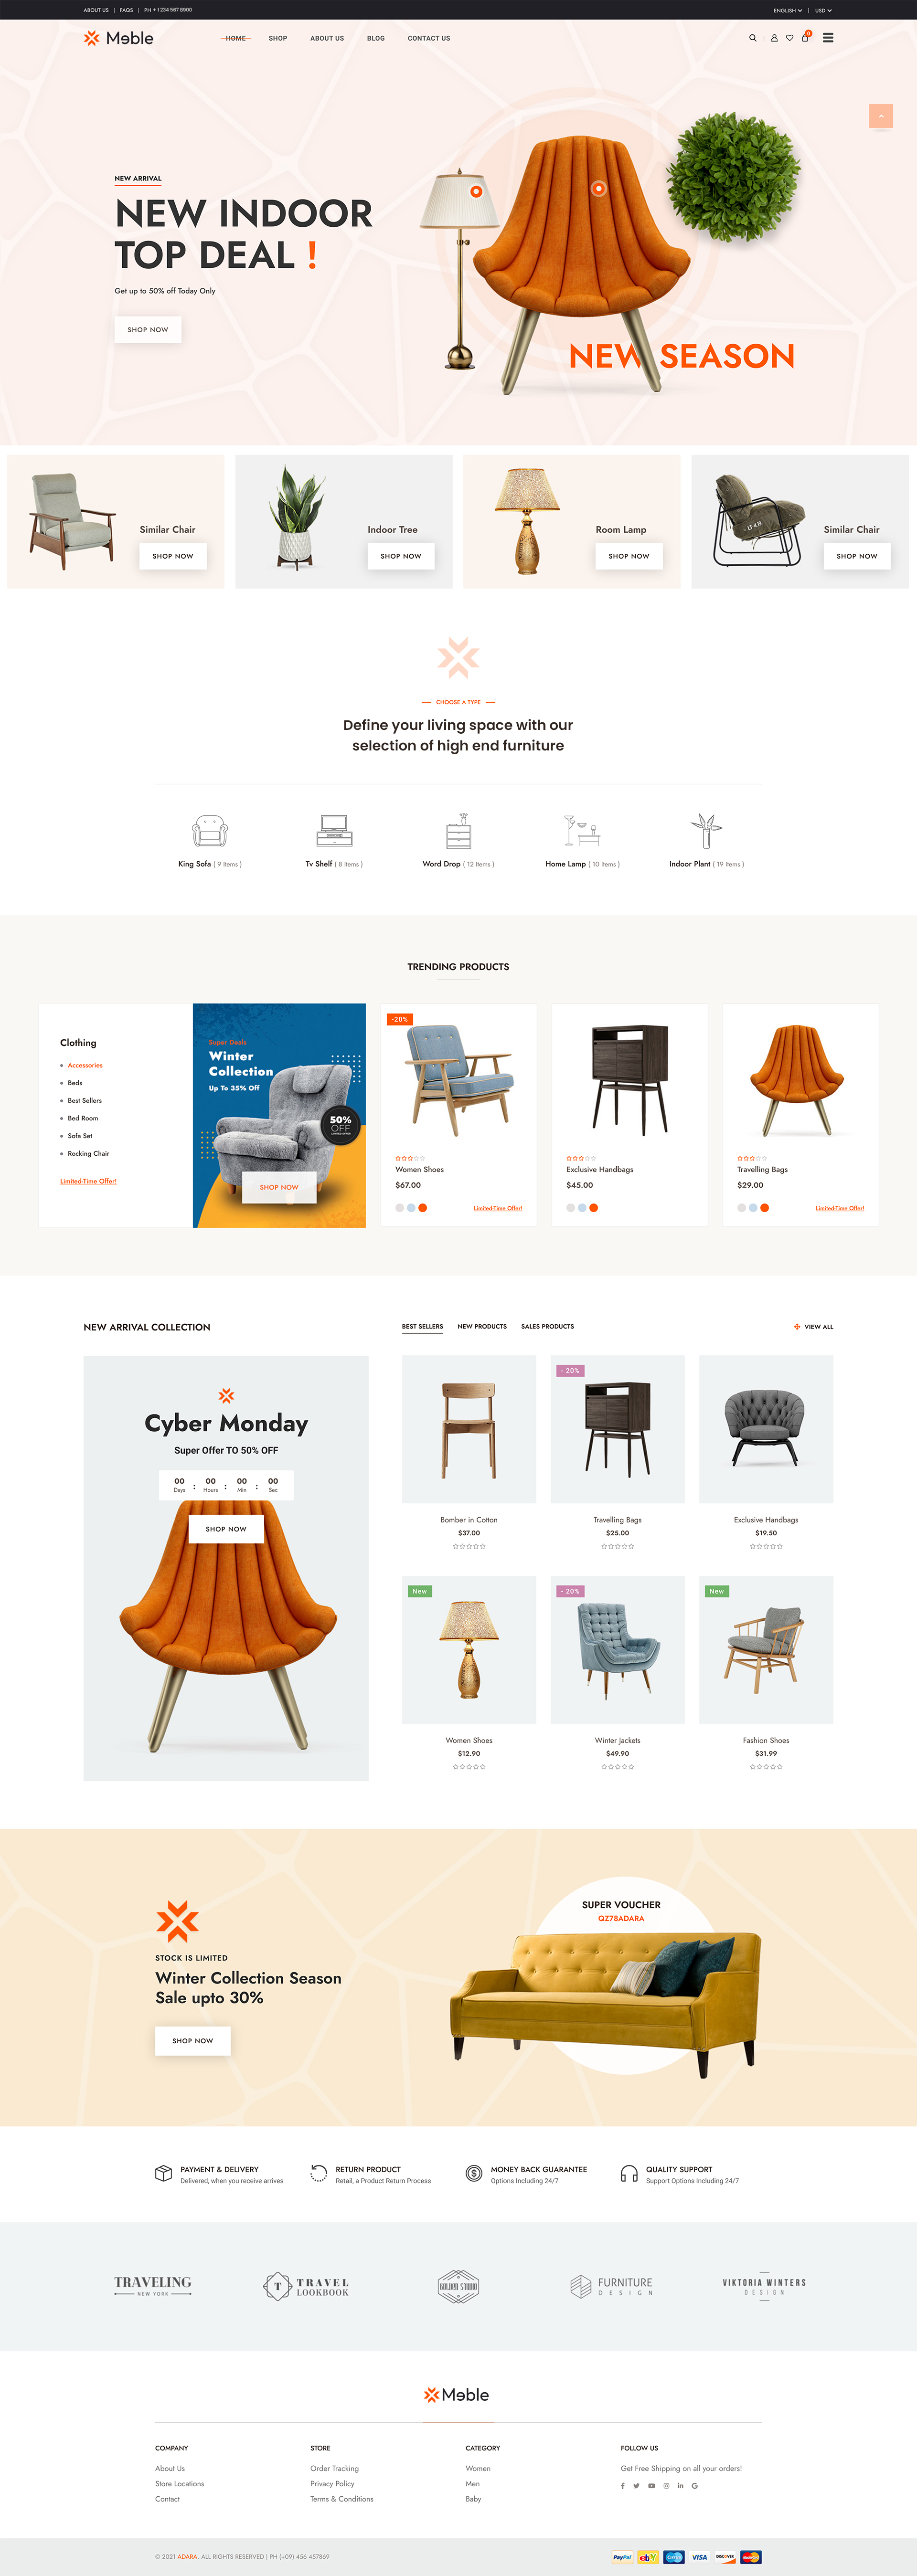 ABOUT US | FAQS | PH + 1 234 567 8900
ENGLISH | USD
Meble
HOME SHOP ABOUT US BLOG CONTACT US
0
NEW ARRIVAL
NEW INDOOR
TOP DEAL !
Get up to 50% off Today Only
SHOP NOW
NEW SEASON
Similar Chair
SHOP NOW
Indoor Tree
SHOP NOW
Room Lamp
SHOP NOW
Similar Chair
SHOP NOW
CHOOSE A TYPE
Define your living space with our
selection of high end furniture
King Sofa ( 9 Items )
Tv Shelf ( 8 Items )
Word Drop ( 12 Items )
Home Lamp ( 10 Items )
Indoor Plant ( 19 Items )
TRENDING PRODUCTS
Clothing
Accessories
Beds
Best Sellers
Bed Room
Sofa Set
Rocking Chair
Limited-Time Offer!
Super Deals
Winter
Collection
Up To 35% Off
50%
OFF
SHOP NOW
-20%
Women Shoes
$67.00
Limited-Time Offer!
Exclusive Handbags
$45.00
Travelling Bags
$29.00
Limited-Time Offer!
NEW ARRIVAL COLLECTION
Cyber Monday
Super Offer TO 50% OFF
00 : 00 : 00 : 00
Days Hours Min Sec
SHOP NOW
BEST SELLERS NEW PRODUCTS SALES PRODUCTS
VIEW ALL
Bomber in Cotton
$37.00
- 20%
Travelling Bags
$25.00
Exclusive Handbags
$19.50
New
Women Shoes
$12.90
- 20%
Winter Jackets
$49.90
New
Fashion Shoes
$31.99
STOCK IS LIMITED
Winter Collection Season
Sale upto 30%
SHOP NOW
SUPER VOUCHER
QZ78ADARA
PAYMENT & DELIVERY
Delivered, when you receive arrives
RETURN PRODUCT
Retail, a Product Return Process
MONEY BACK GUARANTEE
Options Including 24/7
QUALITY SUPPORT
Support Options Including 24/7
TRAVELING
NEW YORK
T
TRAVEL
LOOKBOOK
GOLDEN STUDIO
FURNITURE
DESIGN
VIKTORIA WINTERS
DESIGN
Meble
COMPANY
About Us
Store Locations
Contact
STORE
Order Tracking
Privacy Policy
Terms & Conditions
CATEGORY
Women
Men
Baby
FOLLOW US
Get Free Shipping on all your orders!
© 2021 ADARA. ALL RIGHTS RESERVED | PH (+09) 456 457869
PayPal ebY Cirrus VISA DISCOVER